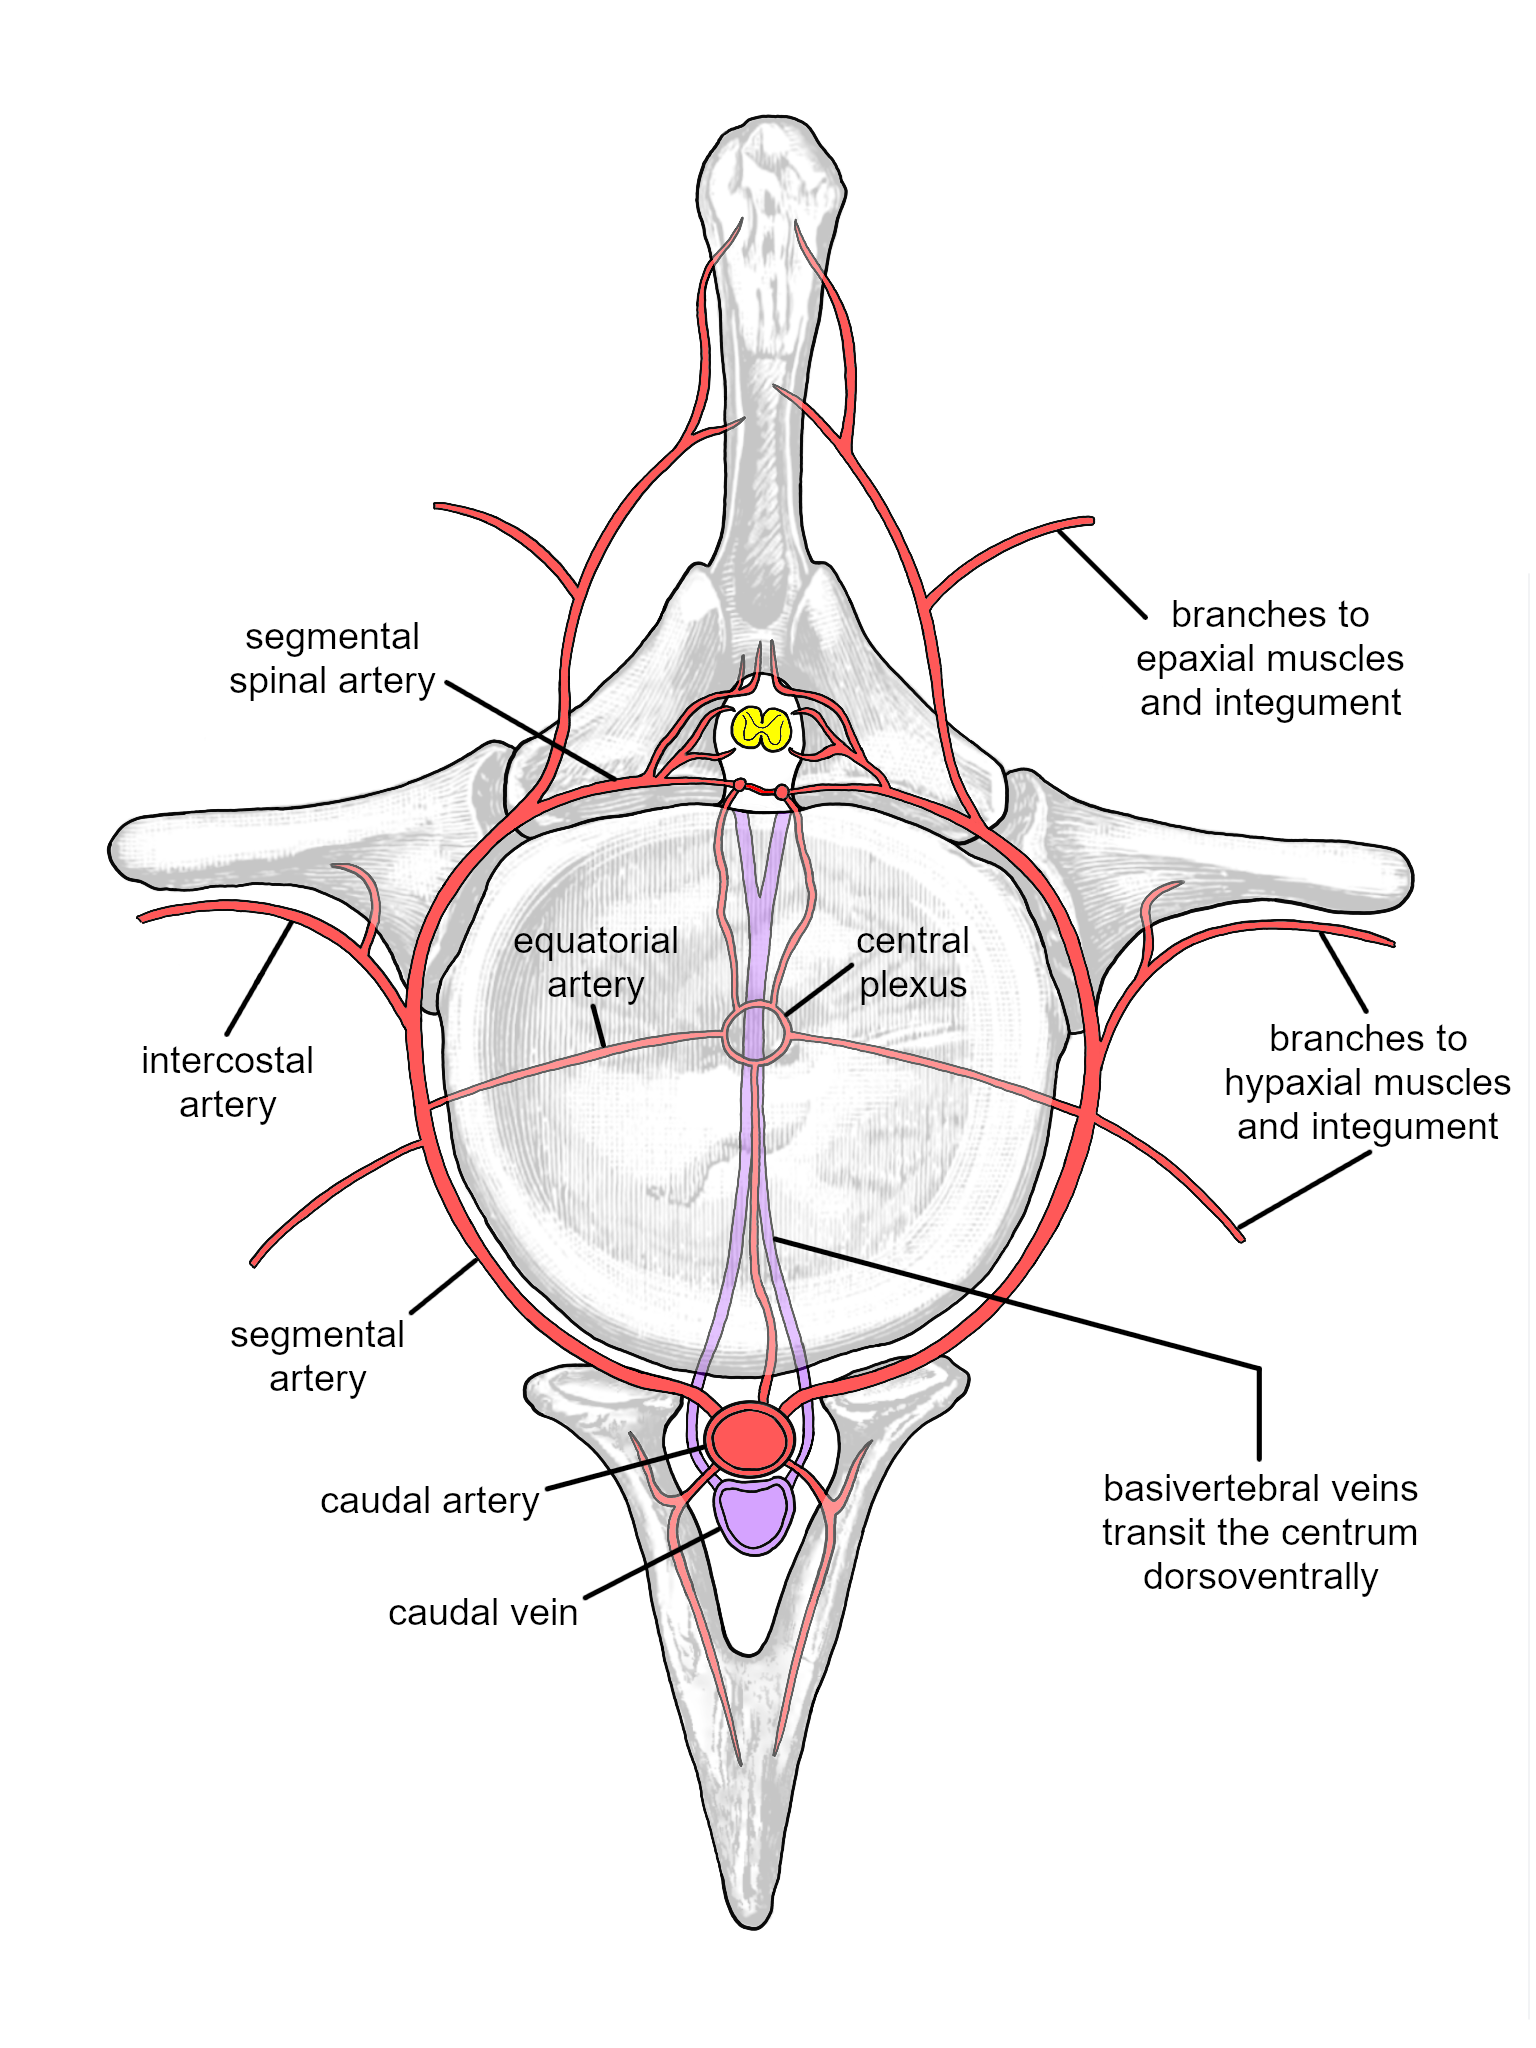 branches to
epaxial muscles
and integument
segmental
spinal artery
equatorial
artery
central
plexus
intercostal
artery
branches to
hypaxial muscles
and integument
segmental
artery
caudal artery
basivertebral veins
transit the centrum
dorsoventrally
caudal vein